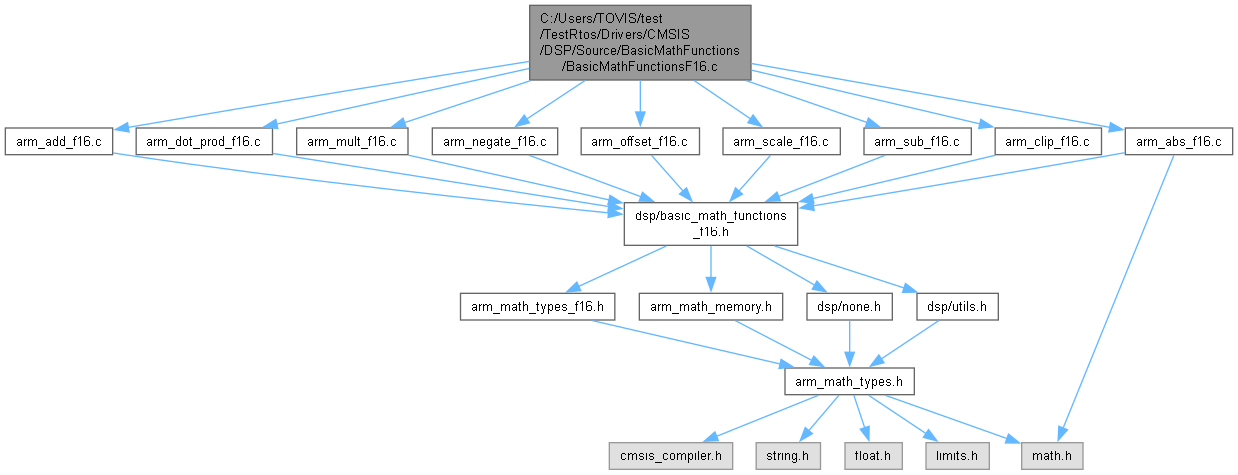 C:/Users/TOVIS/test
/TestRtos/Drivers/CMSIS
/DSP/Source/BasicMathFunctions
/BasicMathFunctionsF16.c
arm_add_f16.c
arm_dot_prod_f16.c
arm_mult_f16.c
arm_negate_f16.c
arm_offset_f16.c
arm_scale_f16.c
arm_sub_f16.c
arm_clip_f16.c
arm_abs_f16.c
dsp/basic_math_functions
_f16.h
arm_math_types_f16.h
arm_math_memory.h
dsp/none.h
dsp/utils.h
arm_math_types.h
cmsis_compiler.h
string.h
float.h
limits.h
math.h